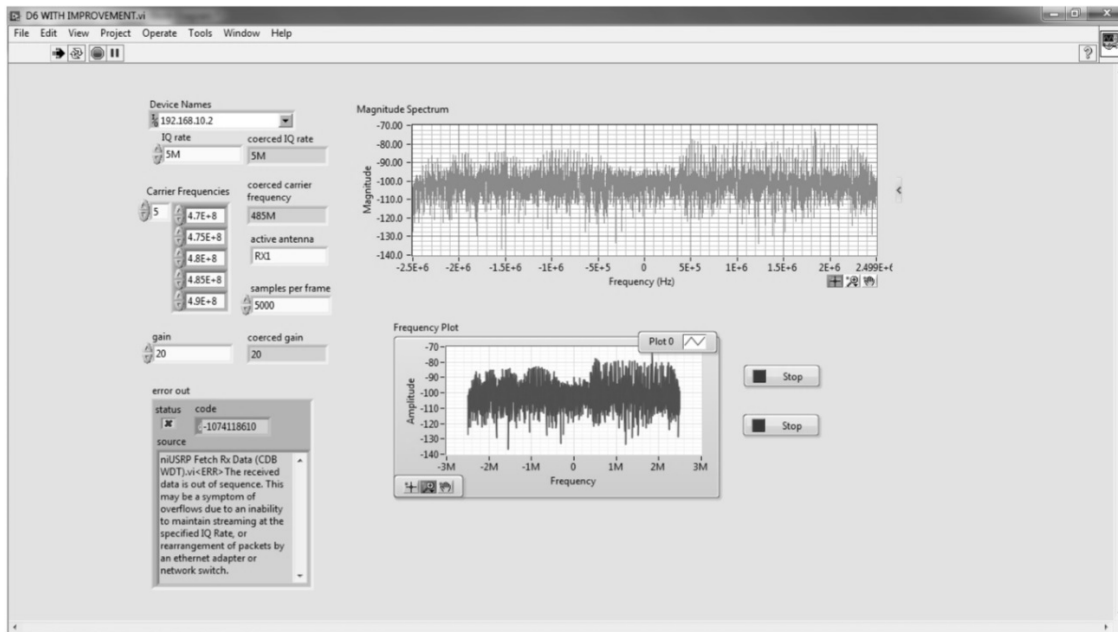 D6 WITH IMPROVEMENT.vi
File Edit View Project Operate Tools Window Help
Device Names
192.168.10.2
IQ rate
5M
coerced IQ rate
5M
Carrier Frequencies
5
4.7E+8
4.75E+8
4.8E+8
4.85E+8
4.9E+8
coerced carrier
frequency
485M
active antenna
RX1
samples per frame
5000
gain
20
coerced gain
20
error out
status
code
-1074118610
source
niUSRP Fetch Rx Data (CDB
WDT).vi<ERR>The received
data is out of sequence. This
may be a symptom of
overflows due to an inability
to maintain streaming at the
specified IQ Rate, or
rearrangement of packets by
an ethernet adapter or
network switch.
Magnitude Spectrum
Magnitude
-70.00
-80.00
-90.00
-100.0
-110.0
-120.0
-130.0
-140.0
-2.5E+6 -2E+6 -1.5E+6 -1E+6 -5E+5 0 5E+5 1E+6 1.5E+6 2E+6 2.499E+6
Frequency (Hz)
Frequency Plot
Plot 0
Amplitude
-70
-80
-90
-100
-110
-120
-130
-140
-3M -2M -1M 0 1M 2M 3M
Frequency
Stop
Stop